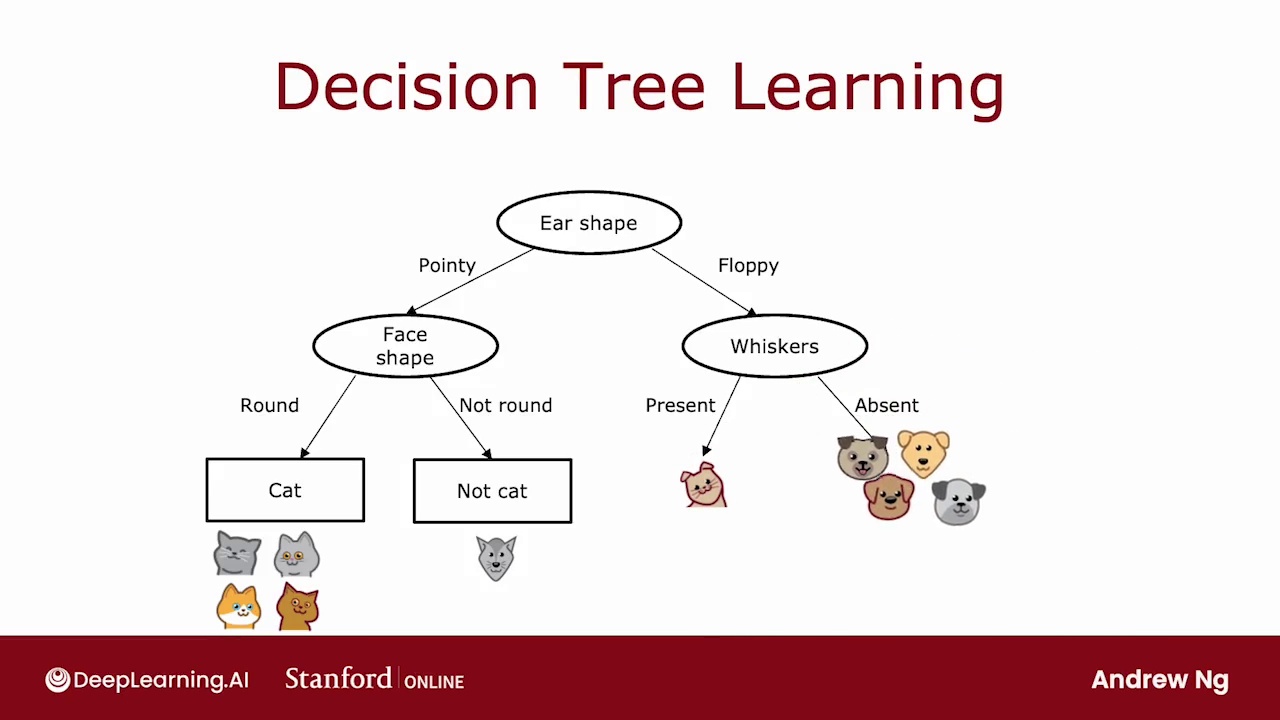 Decision Tree Learning
Ear shape
Pointy
Floppy
Face
shape
Whiskers
Round
Not round
Present
Absent
Cat
Not cat
DeepLearning.AI
Stanford ONLINE
Andrew Ng